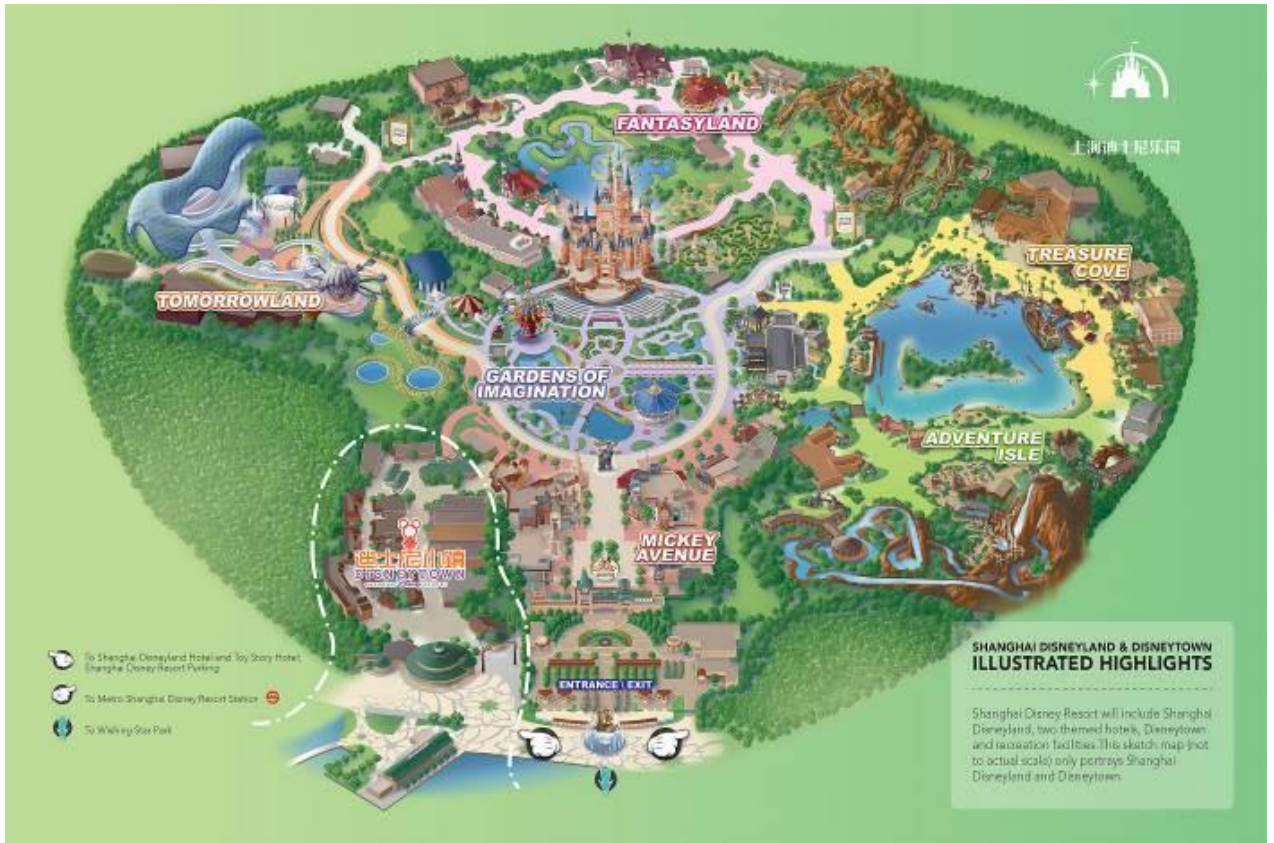 上海迪士尼乐园
FANTASYLAND
TREASURE
COVE
TOMORROWLAND
GARDENS OF
IMAGINATION
ADVENTURE
ISLE
MICKEY
AVENUE
迪士尼小镇
DISNEYTOWN
ENTRANCE \ EXIT
To Shanghai Disneyland Hotel and Toy Story Hotel;
Shanghai Disney Resort Parking
To Metro Shanghai Disney Resort Station
To Wishing Star Park
SHANGHAI DISNEYLAND & DISNEYTOWN
ILLUSTRATED HIGHLIGHTS
Shanghai Disney Resort will include Shanghai
Disneyland, two themed hotels, Disneytown
and recreation facilities. This sketch map (not
to actual scale) only portrays Shanghai
Disneyland and Disneytown.